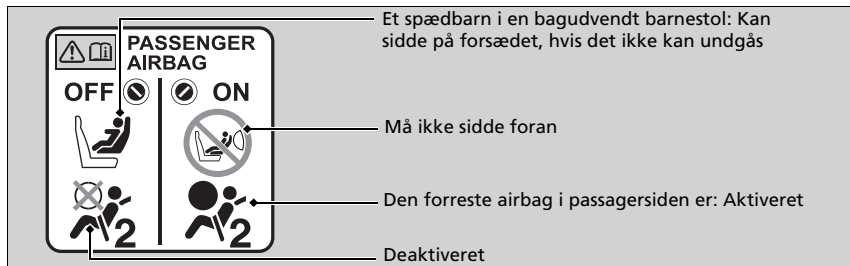 PASSENGER
AIRBAG
OFF
ON
2
2
Et spædbarn i en bagudvendt barnestol: Kan
sidde på forsædet, hvis det ikke kan undgås
Må ikke sidde foran
Den forreste airbag i passagersiden er: Aktiveret
Deaktiveret